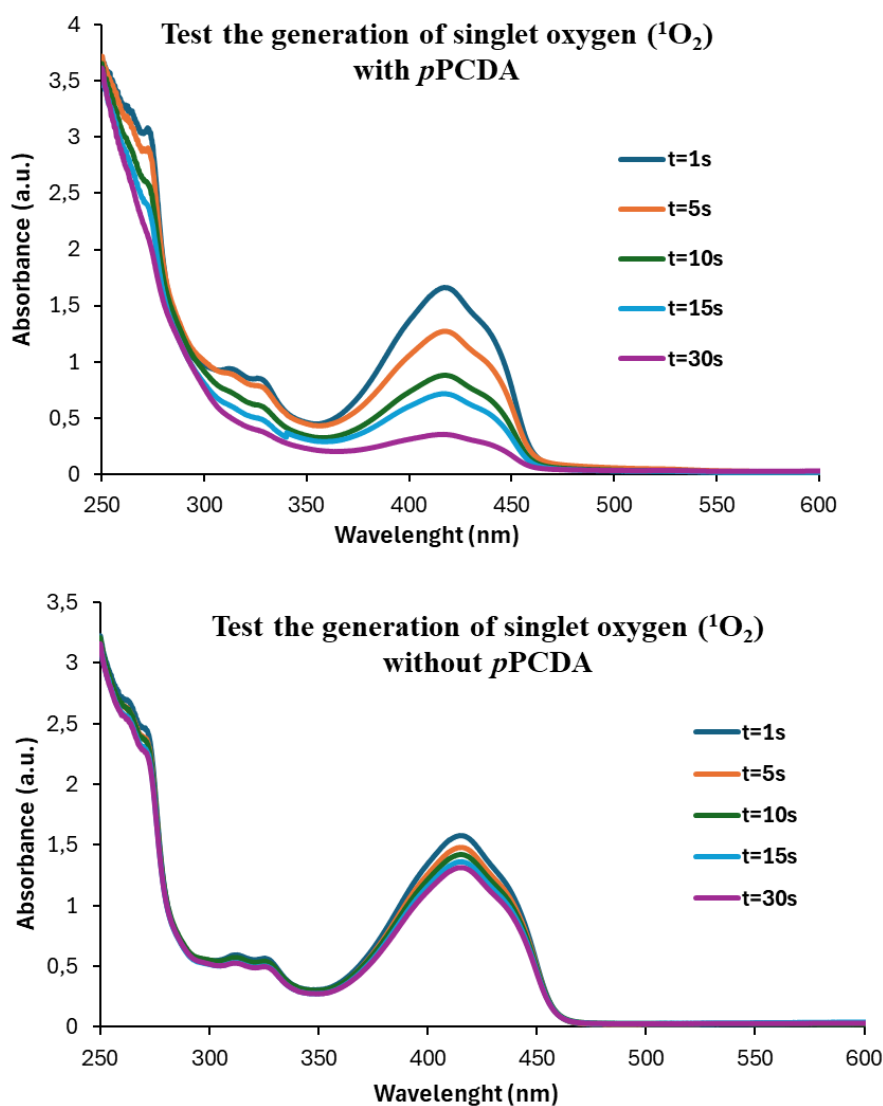 Test the generation of singlet oxygen (¹O₂)
with pPCDA
4
3,5
3
2,5
2
1,5
1
0,5
0
Absorbance (a.u.)
t=1s
t=5s
t=10s
t=15s
t=30s
250 300 350 400 450 500 550 600
Wavelenght (nm)
Test the generation of singlet oxygen (¹O₂)
without pPCDA
3,5
3
2,5
2
1,5
1
0,5
0
Absorbance (a.u.)
t=1s
t=5s
t=10s
t=15s
t=30s
250 300 350 400 450 500 550 600
Wavelenght (nm)